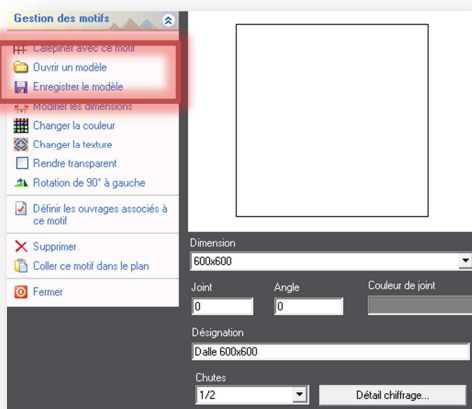 Gestion des motifs
Calepiner avec ce motif
Ouvrir un modèle
Enregistrer le modèle
Modifier les dimensions
Changer la couleur
Changer la texture
Rendre transparent
Rotation de 90° à gauche
Définir les ouvrages associés à
ce motif
Supprimer
Coller ce motif dans le plan
Fermer
Dimension
600x600
Joint Angle Couleur de joint
0 0
Désignation
Dalle 600x600
Chutes
1/2 Détail chiffrage...